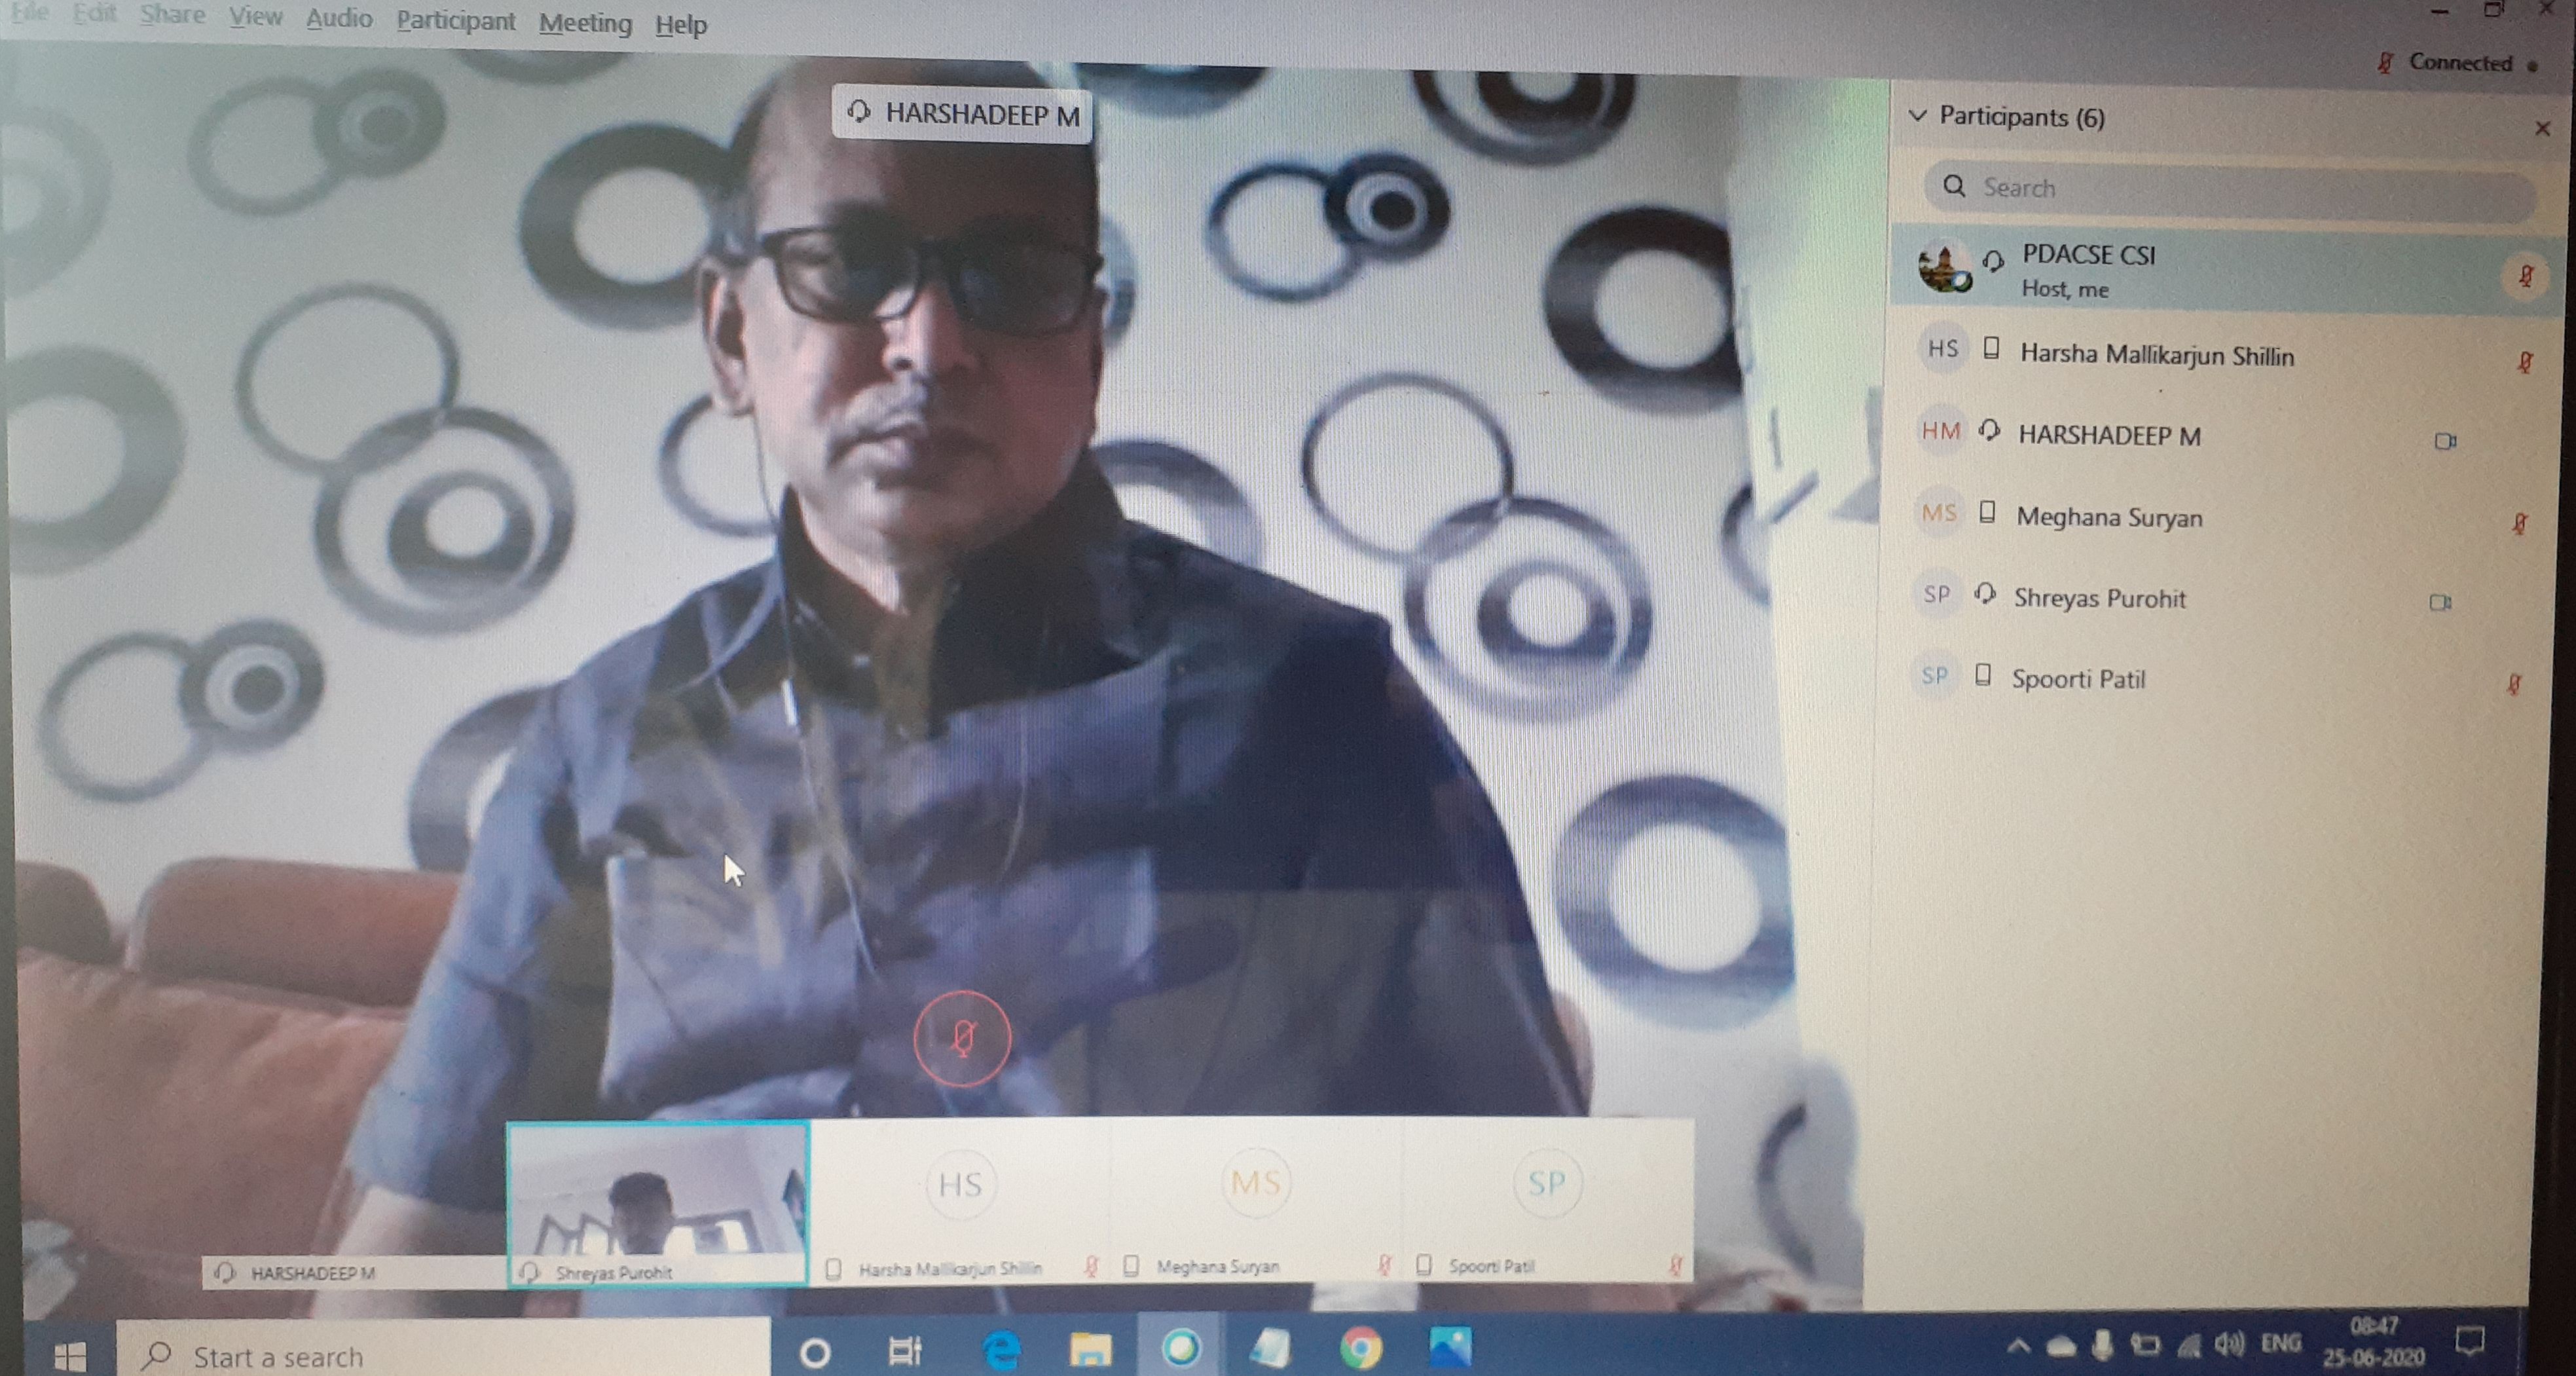 File Edit Share View Audio Participant Meeting Help
Connected
HARSHADEEP M
Participants (6)
Search
PDACSE CSI
Host, me
HS Harsha Mallikarjun Shillin
HM HARSHADEEP M
MS Meghana Suryan
SP Shreyas Purohit
SP Spoorti Patil
HS
MS
SP
HARSHADEEP M
Shreyas Purohit
Harsha Mallikarjun Shillin
Meghana Suryan
Spoorti Patil
Start a search
ENG
08:47
25-06-2020